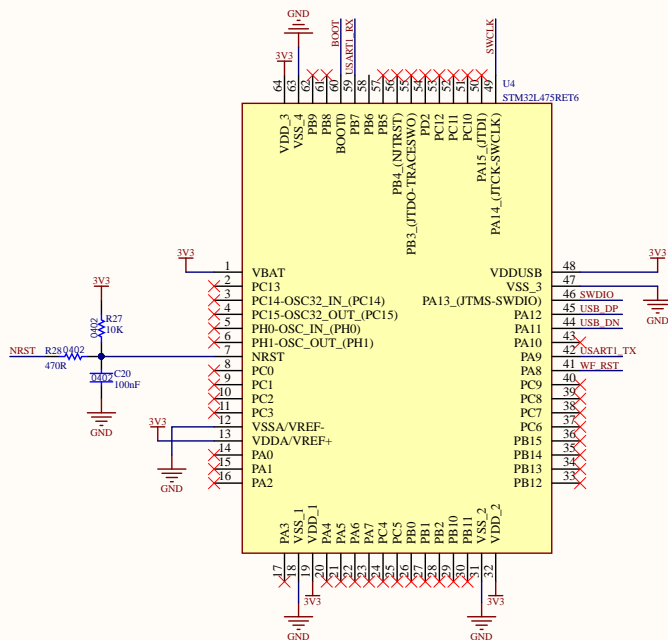 GND
3V3
BOOT
USART1_RX
SWCLK
64
63
62
61
60
59
58
57
56
55
54
53
52
51
50
49
U4
STM32L475RET6
VDD_3
VSS_4
PB9
PB8
BOOT0
PB7
PB6
PB5
PB4_(NJTRST)
PB3_(JTDO-TRACESWO)
PD2
PC12
PC11
PC10
PA15_(JTDI)
PA14_(JTCK-SWCLK)
3V3
1 VBAT
2 PC13
3 PC14-OSC32_IN_(PC14)
4 PC15-OSC32_OUT_(PC15)
5 PH0-OSC_IN_(PH0)
6 PH1-OSC_OUT_(PH1)
7 NRST
8 PC0
9 PC1
10 PC2
11 PC3
12 VSSA/VREF-
13 VDDA/VREF+
14 PA0
15 PA1
16 PA2
3V3
R27
0402
10K
NRST
R28
0402
470R
C20
0402
100nF
GND
3V3
GND
VDDUSB 48
VSS_3 47
PA13_(JTMS-SWDIO) 46 SWDIO
PA12 45 USB_DP
PA11 44 USB_DN
PA10 43
PA9 42 USART1_TX
PA8 41 WF_RST
PC9 40
PC8 39
PC7 38
PC6 37
PB15 36
PB14 35
PB13 34
PB12 33
3V3
GND
PA3
VSS_1
VDD_1
PA4
PA5
PA6
PA7
PC4
PC5
PB0
PB1
PB2
PB10
PB11
VSS_2
VDD_2
17
18
19
20
21
22
23
24
25
26
27
28
29
30
31
32
3V3
GND
3V3
GND